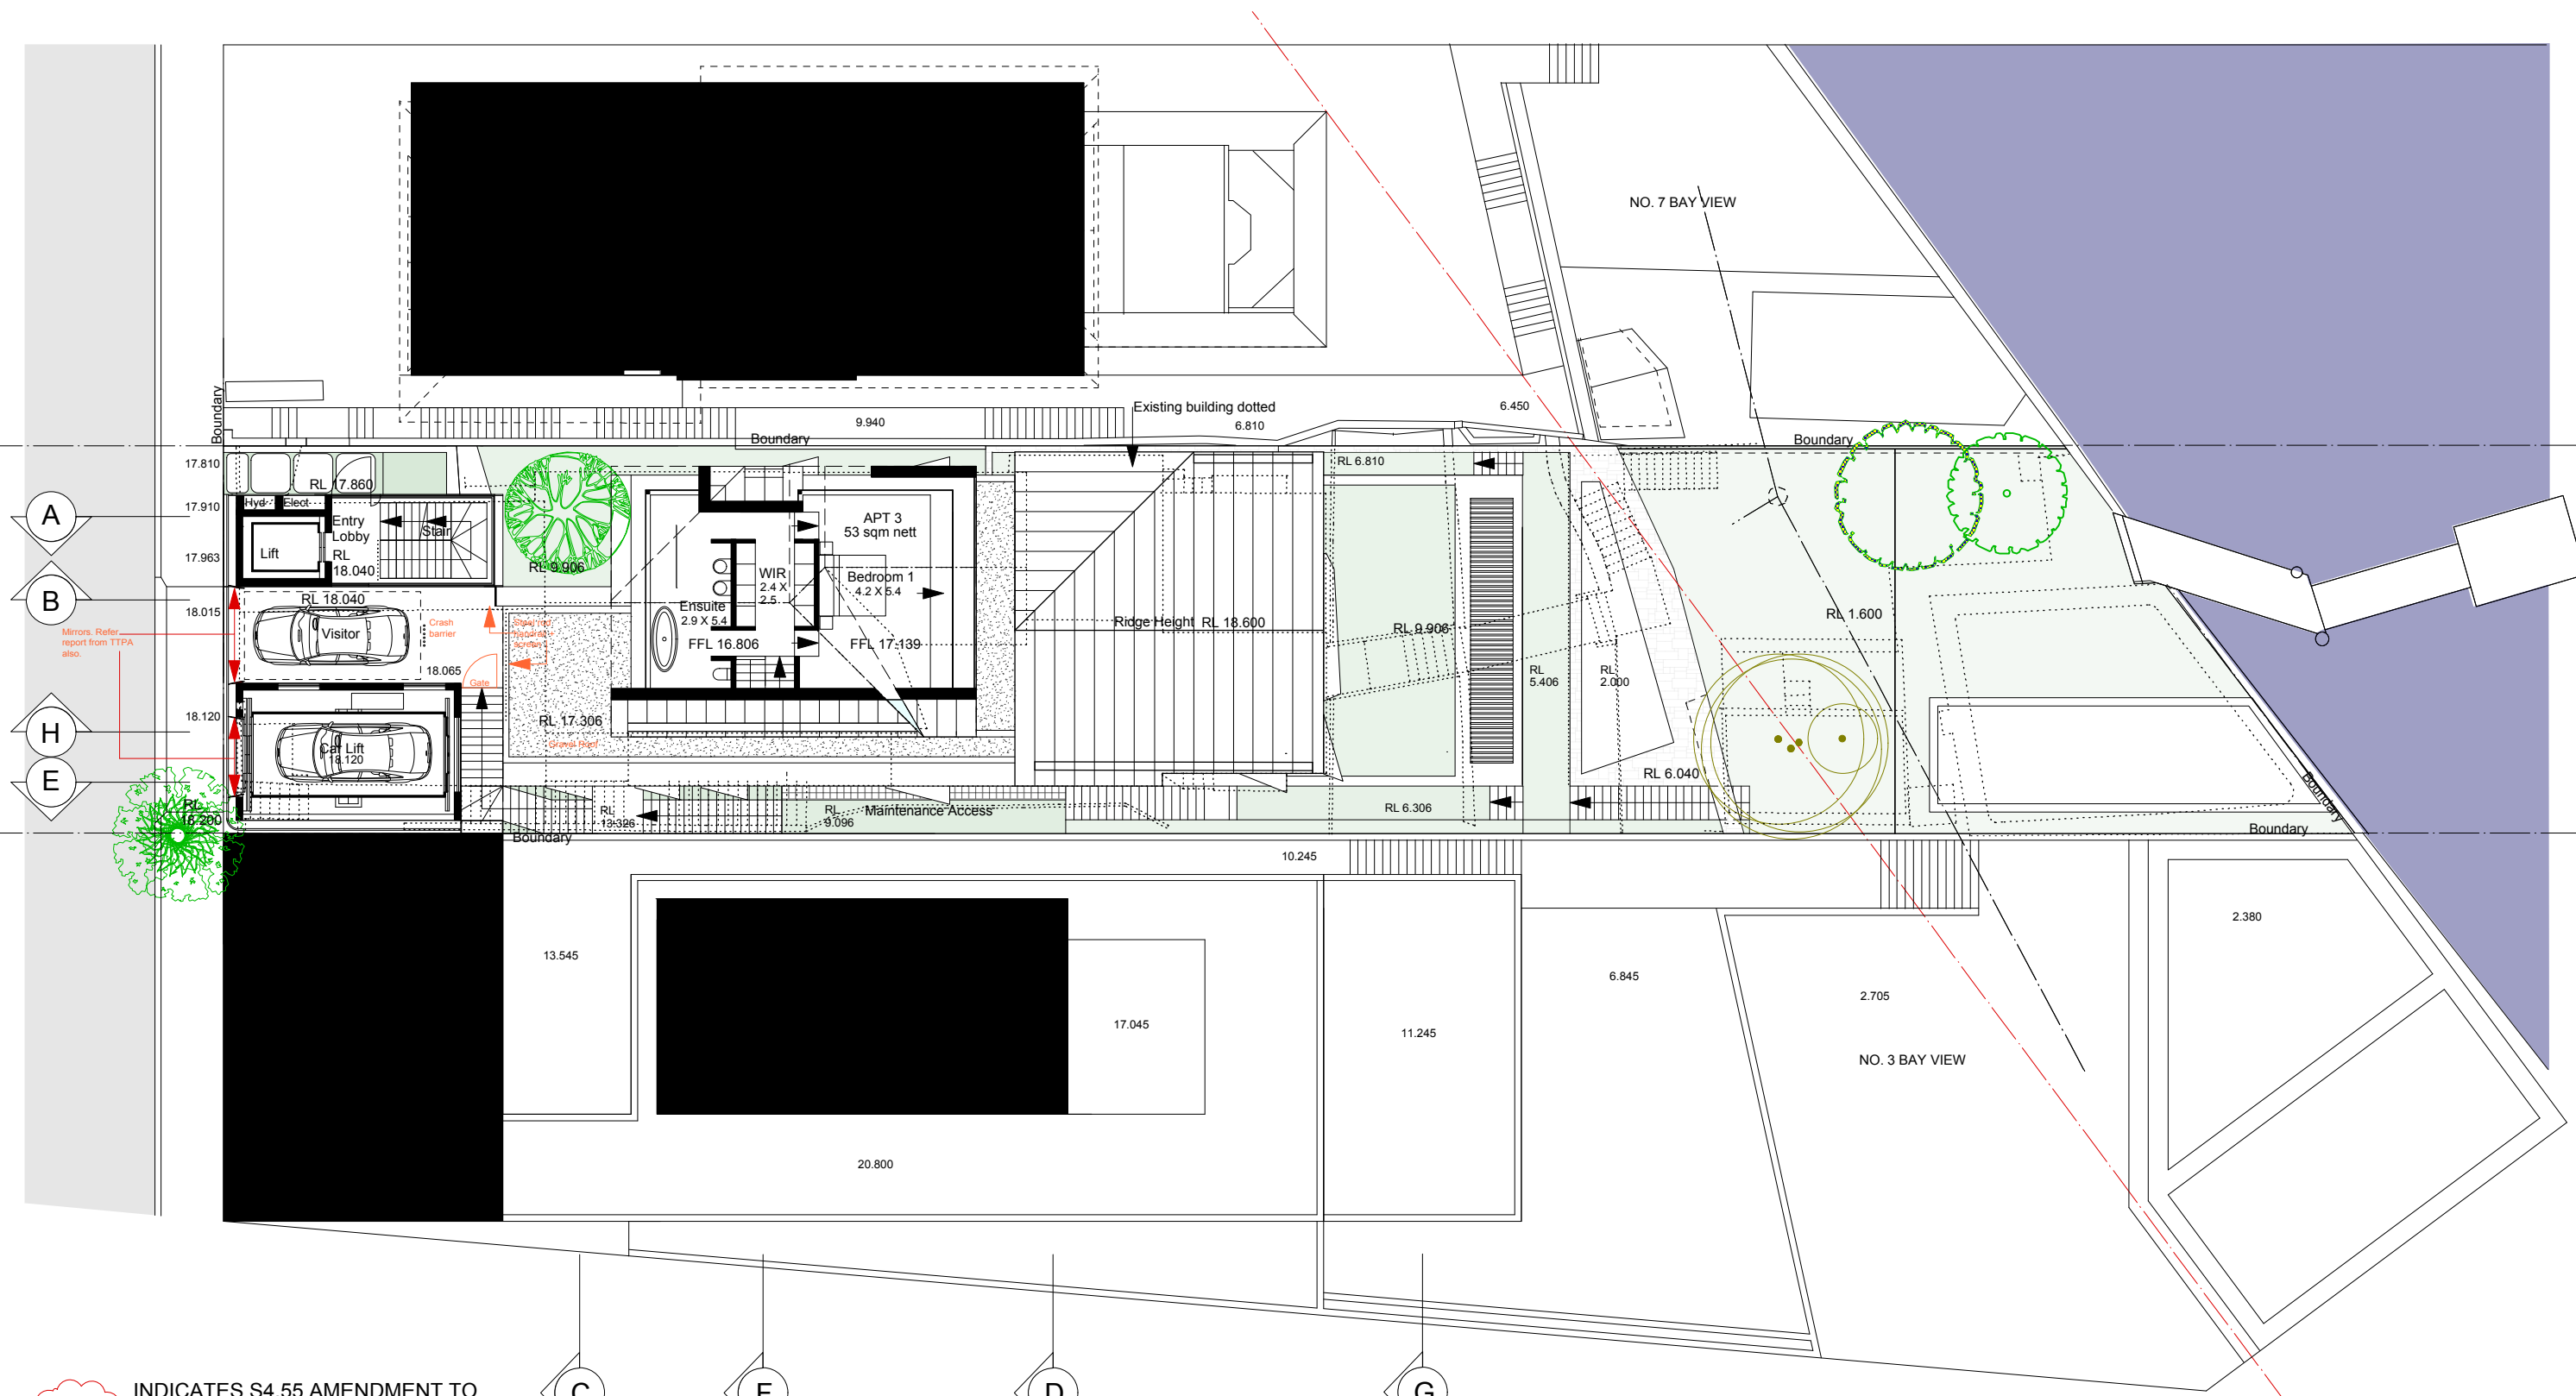 NO. 7 BAY VIEW
Boundary
Existing building dotted
6.450
9.940
6.810
Boundary
Boundary
17.810
RL 17.860
RL 6.810
17.910
Hyd
Elect
A
Entry
Lobby
Stair
APT 3
53 sqm nett
17.963
Lift
RL
18.040
RL 9.906
WIR
2.4 X
2.5
Bedroom 1
4.2 X 5.4
B
RL 18.040
18.015
Ensuite
2.9 X 5.4
RL 1.600
Mirrors. Refer
report from TTPA
also.
Visitor
Crash
barrier
Ridge Height
RL 18.600
RL 9.906
FFL 16.806
FFL 17.139
18.065
Gate
RL
5.406
RL
2.000
18.120
RL 17.306
H
Gravel Roof
Car Lift
18.120
RL 6.040
E
Boundary
RL
18.200
RL
13.326
RL
9.096
Maintenance Access
RL 6.306
Boundary
Boundary
10.245
2.380
13.545
6.845
2.705
17.045
11.245
NO. 3 BAY VIEW
20.800
INDICATES S4.55 AMENDMENT TO
C
F
D
G